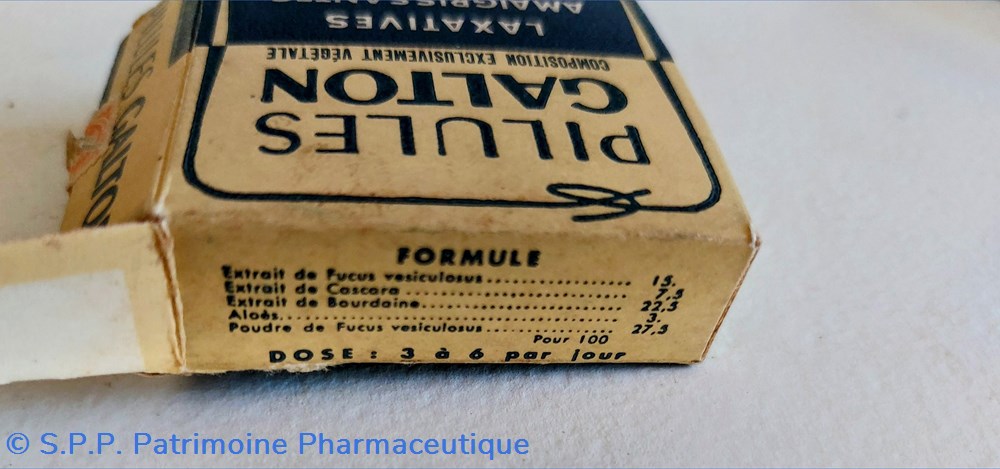 AMAIGRISSANTES
LAXATIVES
COMPOSITION EXCLUSIVEMENT VÉGÉTALE
PILULES
GALTON
PILULES GALTON
FORMULE
Extrait de Fucus vesiculosus................ 15.
Extrait de Cascara................ 7,5
Extrait de Bourdaine................ 22,5
Aloès................ 3.
Poudre de Fucus vesiculosus................ 27,5
Pour 100
DOSE : 3 à 6 par jour
© S.P.P. Patrimoine Pharmaceutique